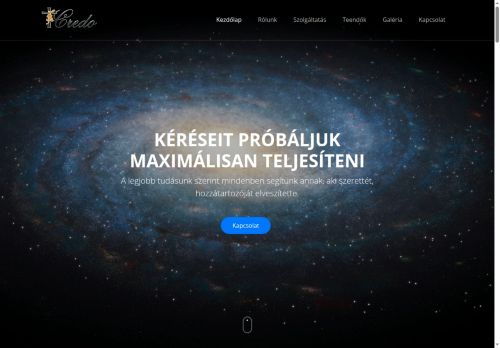 Credo
Kezdőlap Rólunk Szolgáltatás Teendők Galéria Kapcsolat
KÉRÉSEIT PRÓBÁLJUK
MAXIMÁLISAN TELJESÍTENI
A legjobb tudásunk szerint mindenben segítünk annak, aki szerettét,
hozzátartozóját elveszítette.
Kapcsolat